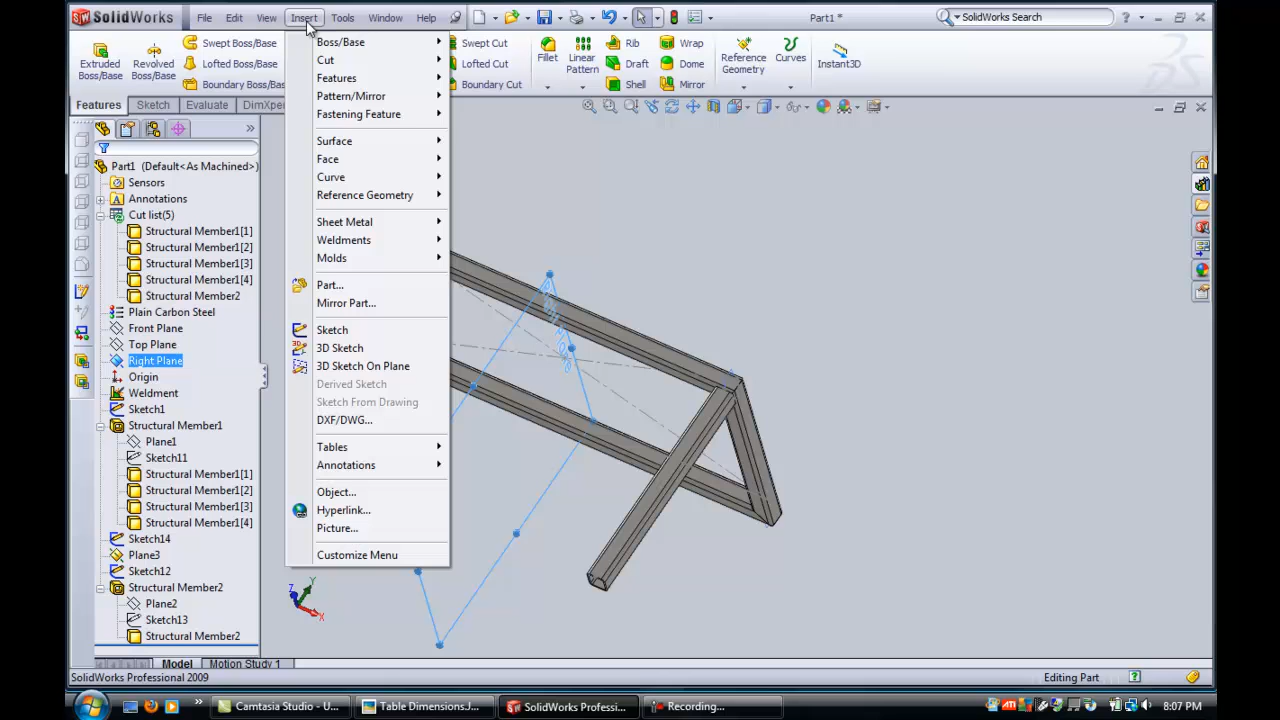 SolidWorks File Edit View Insert Tools Window Help Part1 * SolidWorks Search
Extruded Boss/Base
Revolved Boss/Base
Swept Boss/Base
Lofted Boss/Base
Boundary Boss/Base
Swept Cut
Lofted Cut
Boundary Cut
Fillet
Linear Pattern
Rib
Draft
Shell
Wrap
Dome
Mirror
Reference Geometry
Curves
Instant3D
Features Sketch Evaluate DimXper
Boss/Base
Cut
Features
Pattern/Mirror
Fastening Feature
Surface
Face
Curve
Reference Geometry
Sheet Metal
Weldments
Molds
Part...
Mirror Part...
Sketch
3D Sketch
3D Sketch On Plane
Derived Sketch
Sketch From Drawing
DXF/DWG...
Tables
Annotations
Object...
Hyperlink...
Picture...
Customize Menu
Part1 (Default<As Machined>)
Sensors
Annotations
Cut list(5)
Structural Member1[1]
Structural Member1[2]
Structural Member1[3]
Structural Member1[4]
Structural Member2
Plain Carbon Steel
Front Plane
Top Plane
Right Plane
Origin
Weldment
Sketch1
Structural Member1
Plane1
Sketch11
Structural Member1[1]
Structural Member1[2]
Structural Member1[3]
Structural Member1[4]
Sketch14
Plane3
Sketch12
Structural Member2
Plane2
Sketch13
Structural Member2
Z Y X
Model Motion Study 1
SolidWorks Professional 2009 Editing Part
Camtasia Studio - U... Table Dimensions.J... SolidWorks Professi... Recording... 8:07 PM